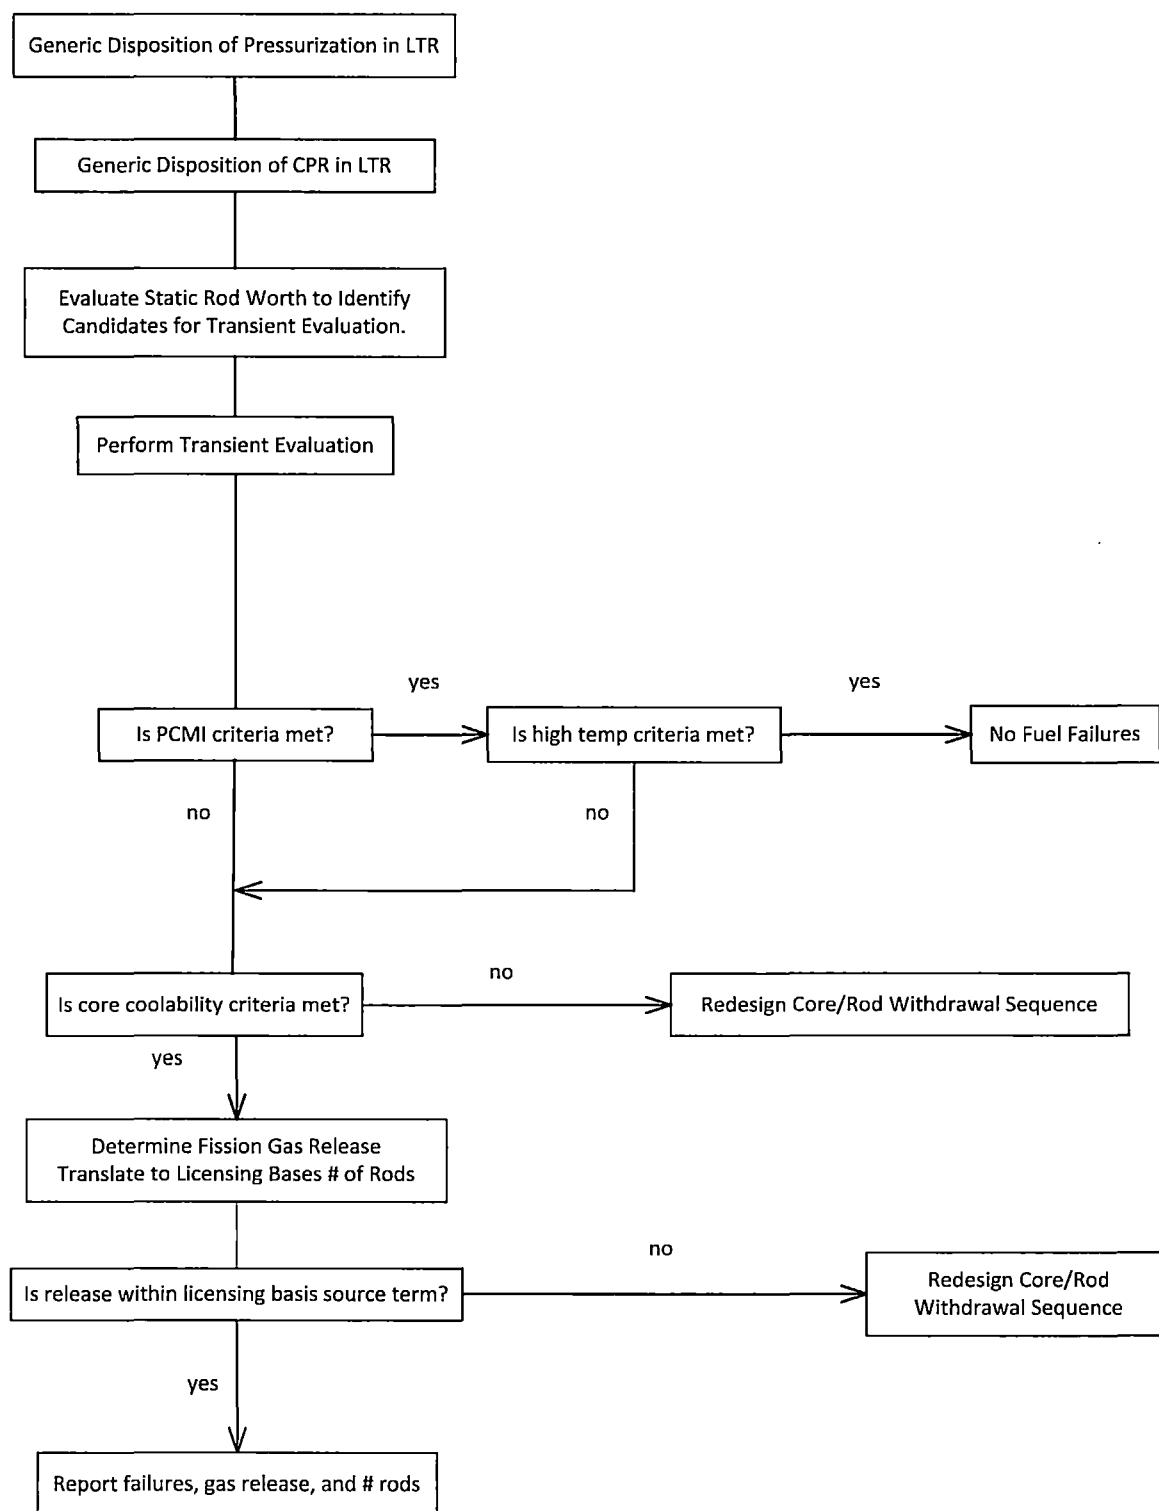 Generic Disposition of Pressurization in LTR
Generic Disposition of CPR in LTR
Evaluate Static Rod Worth to Identify
Candidates for Transient Evaluation.
Perform Transient Evaluation
yes
yes
Is PCMI criteria met?
Is high temp criteria met?
No Fuel Failures
no
no
no
Is core coolability criteria met?
Redesign Core/Rod Withdrawal Sequence
yes
Determine Fission Gas Release
Translate to Licensing Bases # of Rods
no
Is release within licensing basis source term?
Redesign Core/Rod
Withdrawal Sequence
yes
Report failures, gas release, and # rods